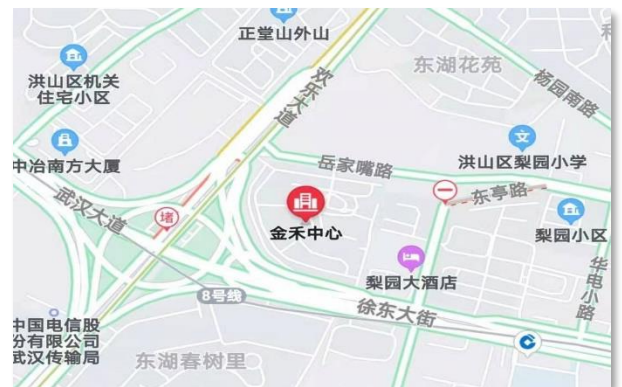 正堂山外山
洪山区机关
住宅小区
欢乐大道
东湖花苑
杨园南路
中冶南方大厦
岳家嘴路
文
洪山区梨园小学
武汉大道
堵
东亭路
金禾中心
梨园小区
梨园大酒店
华电小路
8号线
徐东大街
中国电信股
份有限公司
武汉传输局
东湖春树里